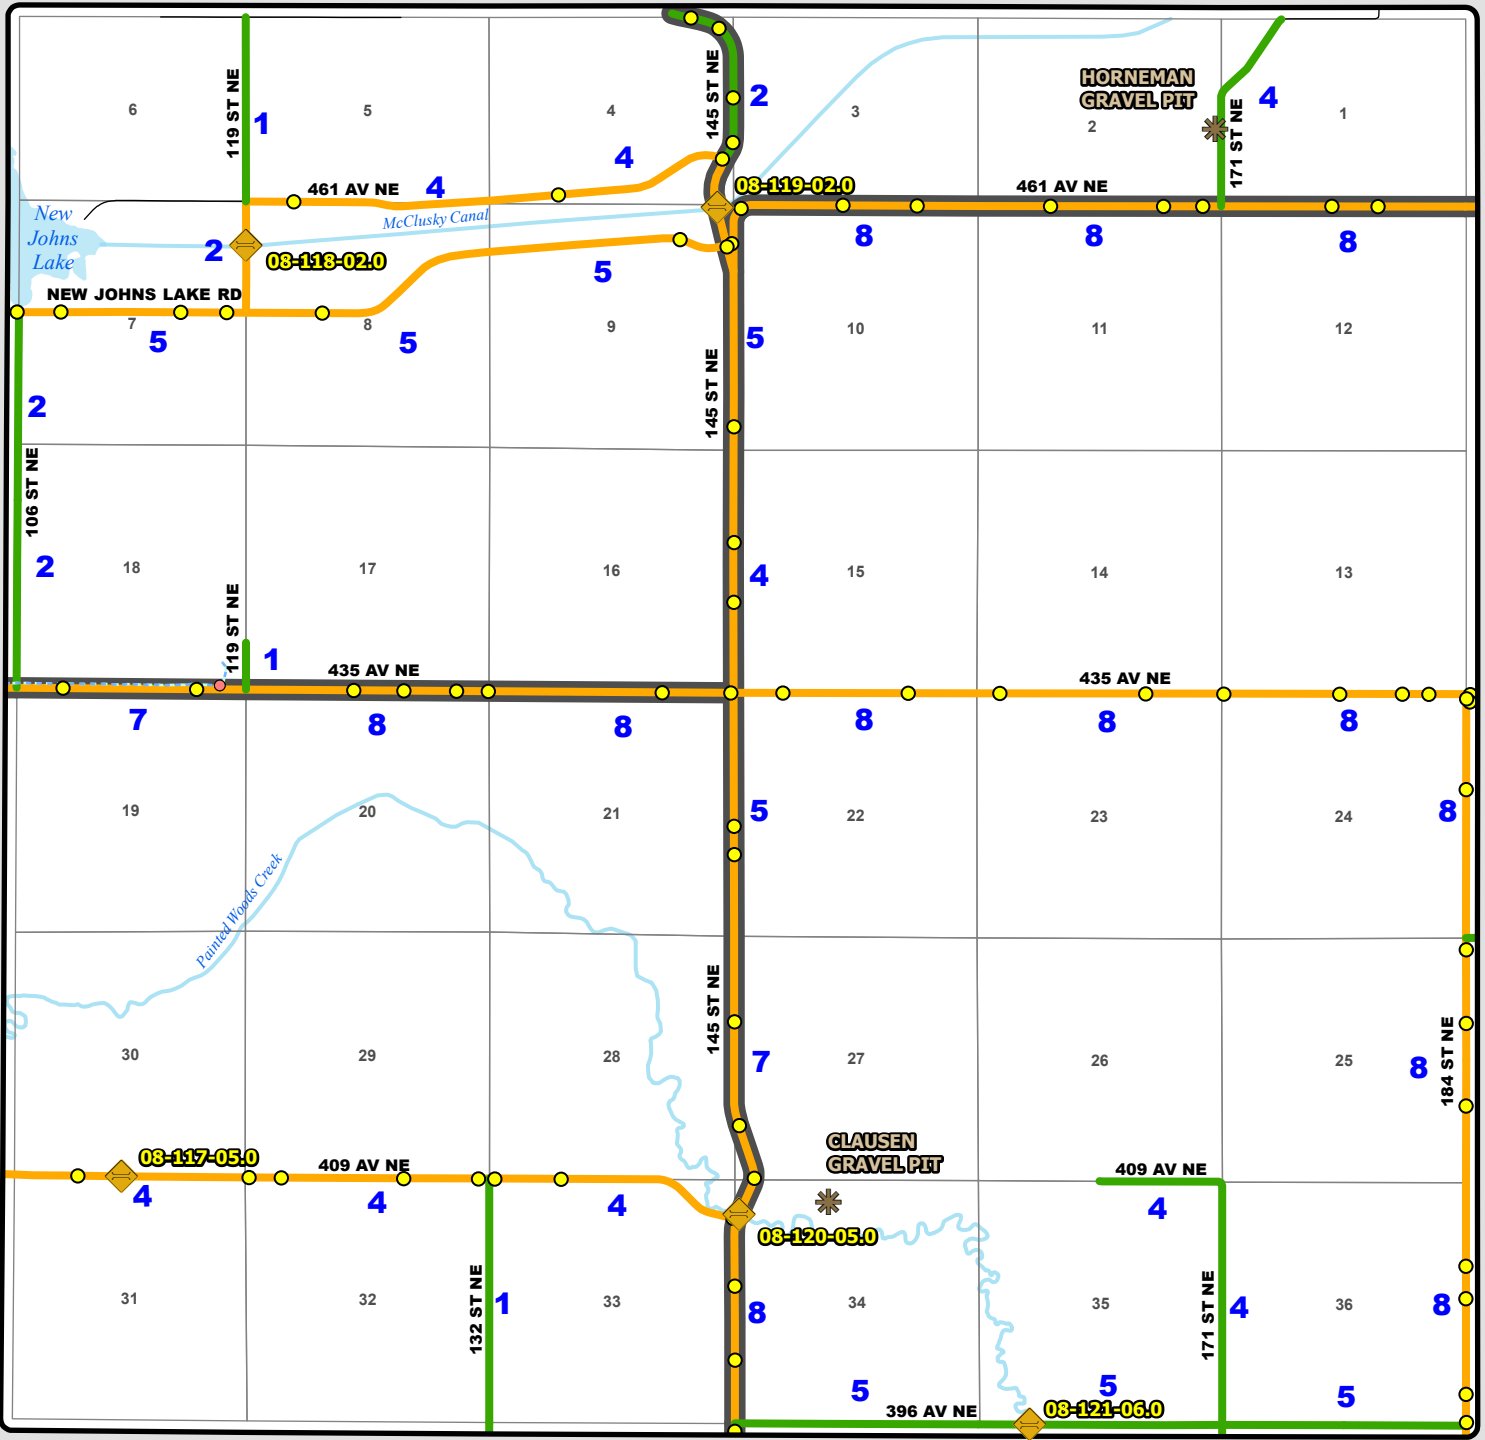 6
119 ST NE
1
5
4
145 ST NE
2
3
HORNEMAN
GRAVEL PIT
2
171 ST NE
4
1
4
461 AV NE
4
08-119-02.0
461 AV NE
New
Johns
Lake
McClusky Canal
2
08-118-02.0
5
8
8
8
NEW JOHNS LAKE RD
7
5
8
5
9
145 ST NE
5
10
11
12
2
106 ST NE
2
18
17
16
4
15
14
13
119 ST NE
1
435 AV NE
435 AV NE
7
8
8
8
8
8
19
20
21
5
22
23
24
8
Painted Woods Creek
145 ST NE
7
30
29
28
27
26
25
8
184 ST NE
08-117-05.0
4
409 AV NE
4
4
CLAUSEN
GRAVEL PIT
409 AV NE
4
08-120-05.0
31
32
132 ST NE
1
33
8
34
35
171 ST NE
4
36
8
5
396 AV NE
5
08-121-06.0
5